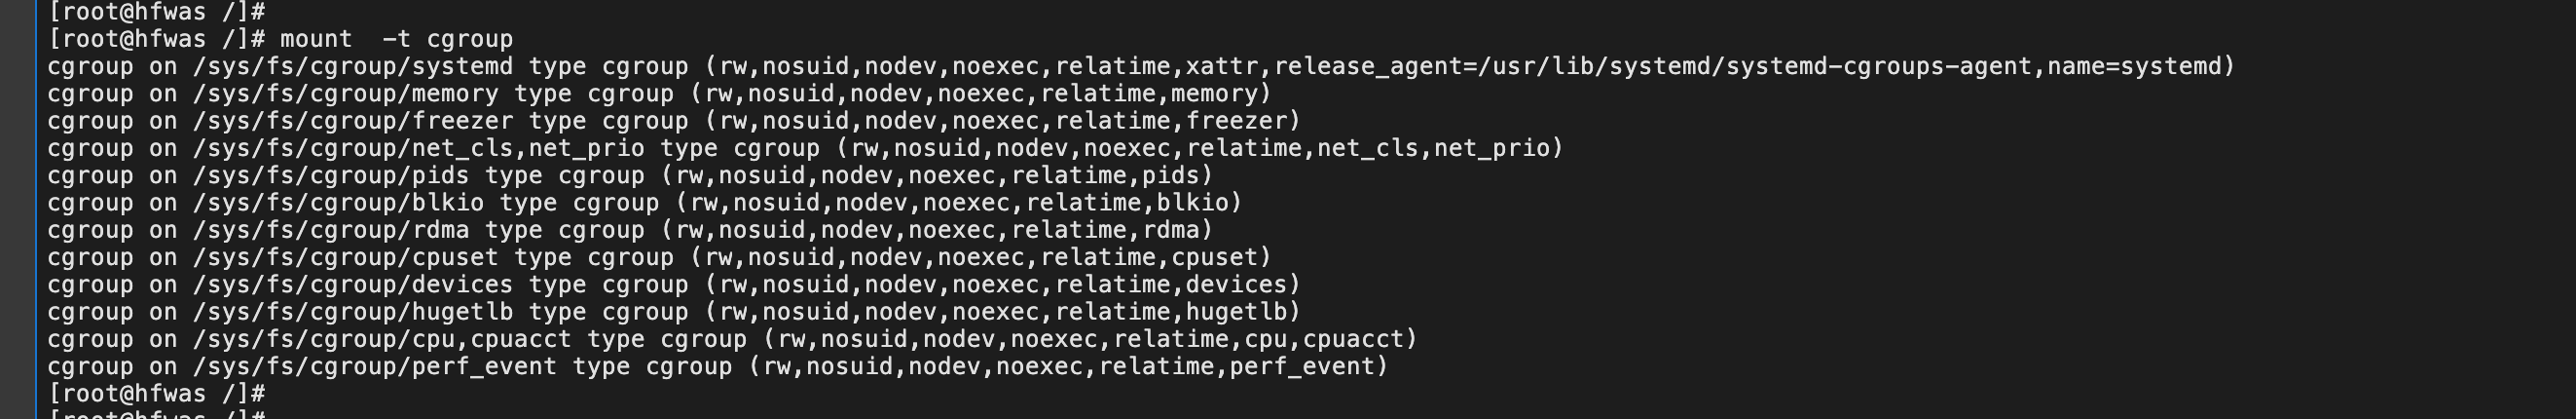 [root@hfwas /]#
[root@hfwas /]# mount  -t cgroup
cgroup on /sys/fs/cgroup/systemd type cgroup (rw,nosuid,nodev,noexec,relatime,xattr,release_agent=/usr/lib/systemd/systemd-cgroups-agent,name=systemd)
cgroup on /sys/fs/cgroup/memory type cgroup (rw,nosuid,nodev,noexec,relatime,memory)
cgroup on /sys/fs/cgroup/freezer type cgroup (rw,nosuid,nodev,noexec,relatime,freezer)
cgroup on /sys/fs/cgroup/net_cls,net_prio type cgroup (rw,nosuid,nodev,noexec,relatime,net_cls,net_prio)
cgroup on /sys/fs/cgroup/pids type cgroup (rw,nosuid,nodev,noexec,relatime,pids)
cgroup on /sys/fs/cgroup/blkio type cgroup (rw,nosuid,nodev,noexec,relatime,blkio)
cgroup on /sys/fs/cgroup/rdma type cgroup (rw,nosuid,nodev,noexec,relatime,rdma)
cgroup on /sys/fs/cgroup/cpuset type cgroup (rw,nosuid,nodev,noexec,relatime,cpuset)
cgroup on /sys/fs/cgroup/devices type cgroup (rw,nosuid,nodev,noexec,relatime,devices)
cgroup on /sys/fs/cgroup/hugetlb type cgroup (rw,nosuid,nodev,noexec,relatime,hugetlb)
cgroup on /sys/fs/cgroup/cpu,cpuacct type cgroup (rw,nosuid,nodev,noexec,relatime,cpu,cpuacct)
cgroup on /sys/fs/cgroup/perf_event type cgroup (rw,nosuid,nodev,noexec,relatime,perf_event)
[root@hfwas /]#
[root@hfwas /]#